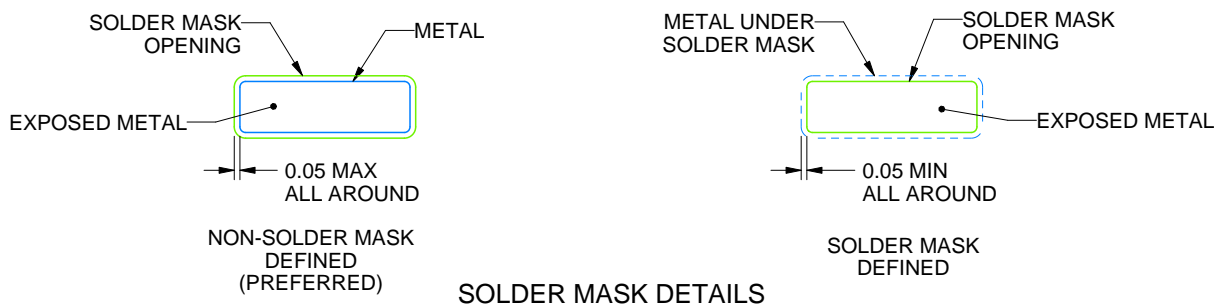 SOLDER MASK
OPENING
METAL
EXPOSED METAL
0.05 MAX
ALL AROUND
NON-SOLDER MASK
DEFINED
(PREFERRED)
METAL UNDER
SOLDER MASK
SOLDER MASK
OPENING
EXPOSED METAL
0.05 MIN
ALL AROUND
SOLDER MASK
DEFINED
SOLDER MASK DETAILS